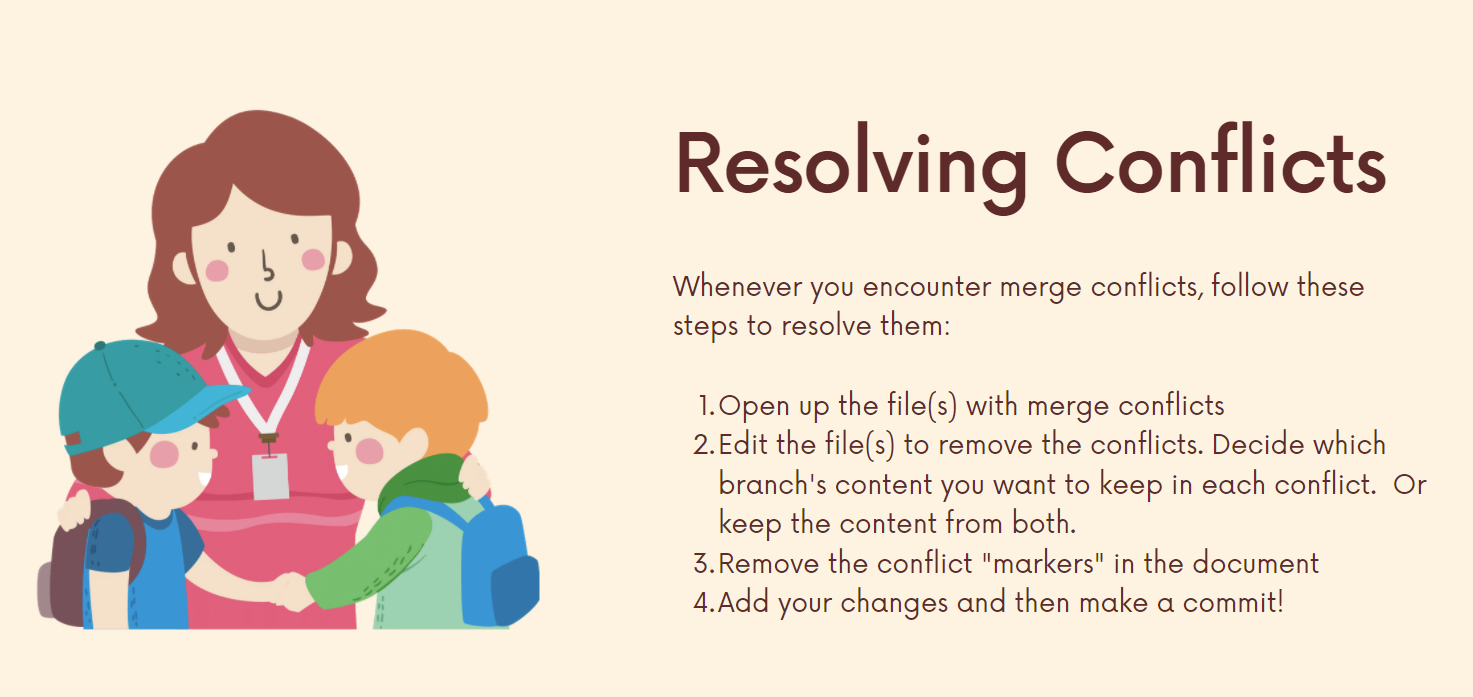 Resolving Conflicts
Whenever you encounter merge conflicts, follow these
steps to resolve them:
1.Open up the file(s) with merge conflicts
2.Edit the file(s) to remove the conflicts. Decide which
branch's content you want to keep in each conflict.  Or
keep the content from both.
3.Remove the conflict "markers" in the document
4.Add your changes and then make a commit!